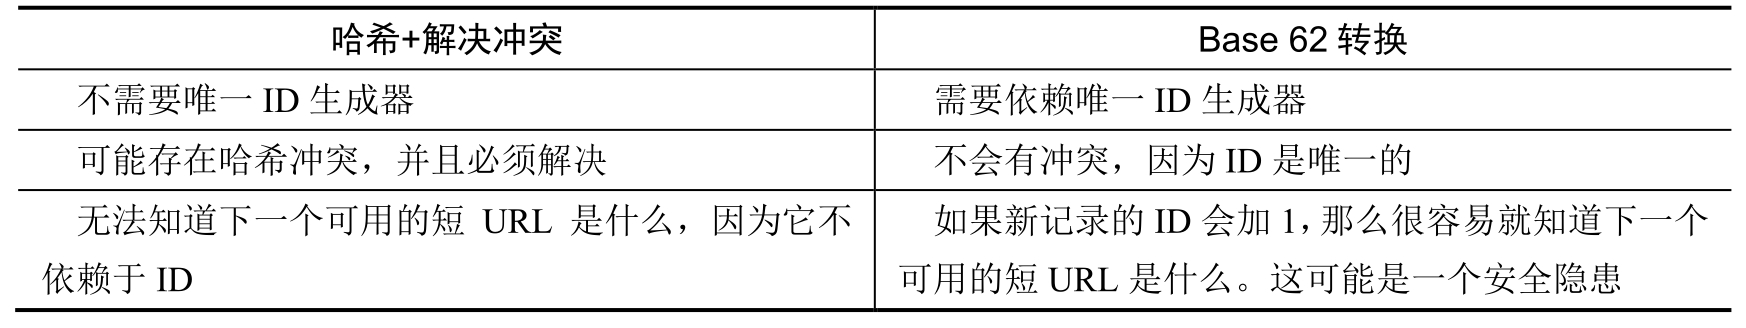 哈希+解决冲突
Base 62 转换
不需要唯一 ID 生成器
需要依赖唯一 ID 生成器
可能存在哈希冲突，并且必须解决
不会有冲突，因为 ID 是唯一的
无法知道下一个可用的短 URL 是什么，因为它不
依赖于 ID
如果新记录的 ID 会加 1，那么很容易就知道下一个
可用的短 URL 是什么。这可能是一个安全隐患